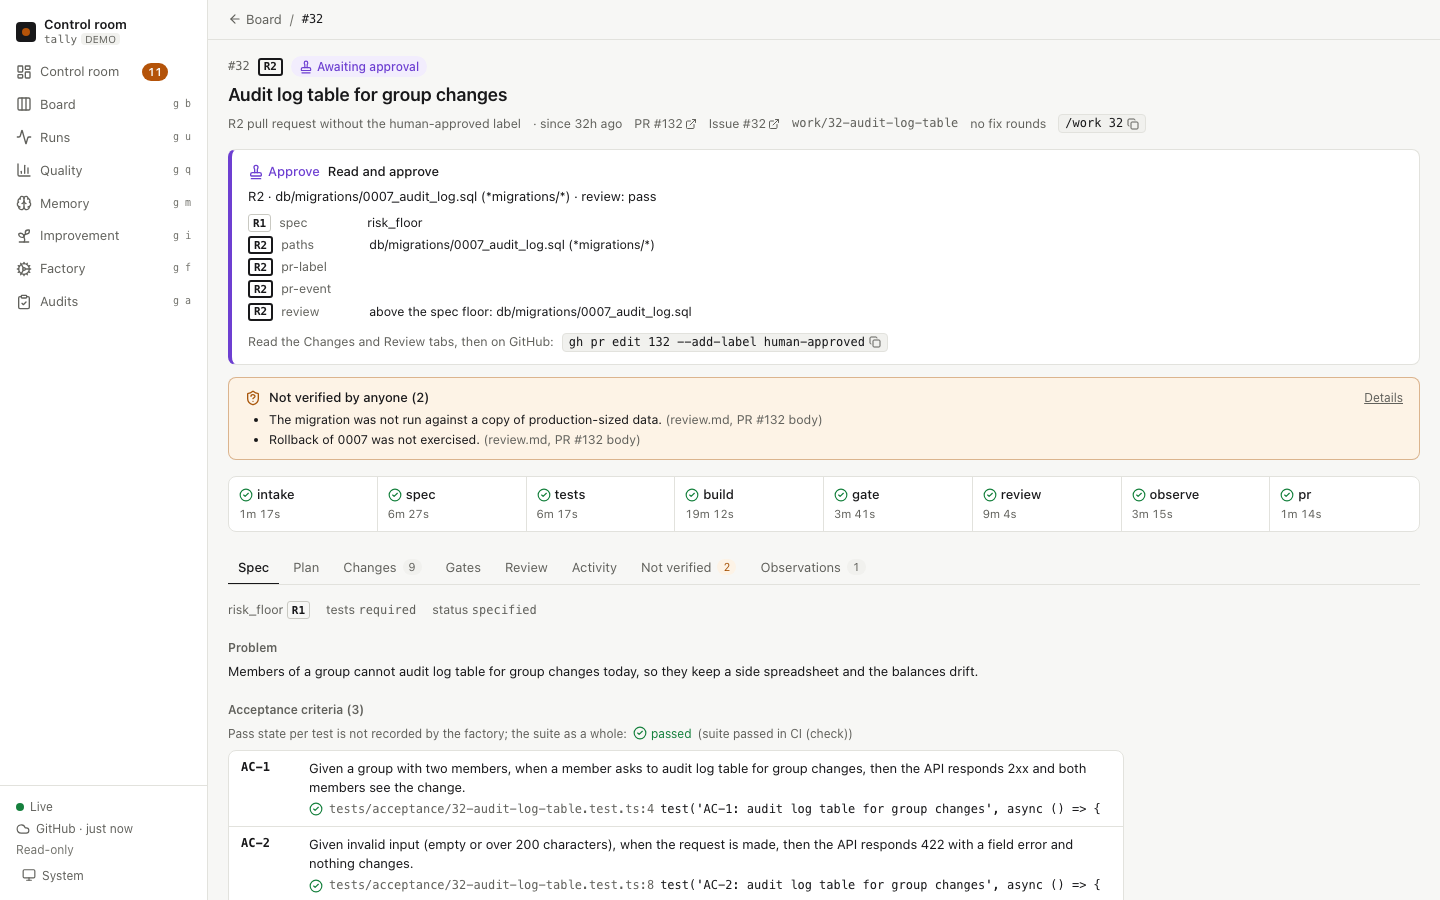 Control room
tally DEMO
Control room 11
Board g b
Runs g u
Quality g q
Memory g m
Improvement g i
Factory g f
Audits g a
Live
GitHub · just now
Read-only
System
Board / #32
#32 R2 Awaiting approval
Audit log table for group changes
R2 pull request without the human-approved label · since 32h ago PR #132 Issue #32 work/32-audit-log-table no fix rounds /work 32
Approve Read and approve
R2 · db/migrations/0007_audit_log.sql (*migrations/*) · review: pass
R1 spec risk_floor
R2 paths db/migrations/0007_audit_log.sql (*migrations/*)
R2 pr-label
R2 pr-event
R2 review above the spec floor: db/migrations/0007_audit_log.sql
Read the Changes and Review tabs, then on GitHub: gh pr edit 132 --add-label human-approved
Not verified by anyone (2) Details
• The migration was not run against a copy of production-sized data. (review.md, PR #132 body)
• Rollback of 0007 was not exercised. (review.md, PR #132 body)
intake spec tests build gate review observe pr
1m 17s 6m 27s 6m 17s 19m 12s 3m 41s 9m 4s 3m 15s 1m 14s
Spec Plan Changes 9 Gates Review Activity Not verified 2 Observations 1
risk_floor R1 tests required status specified
Problem
Members of a group cannot audit log table for group changes today, so they keep a side spreadsheet and the balances drift.
Acceptance criteria (3)
Pass state per test is not recorded by the factory; the suite as a whole: passed (suite passed in CI (check))
AC-1 Given a group with two members, when a member asks to audit log table for group changes, then the API responds 2xx and both
members see the change.
tests/acceptance/32-audit-log-table.test.ts:4 test('AC-1: audit log table for group changes', async () => {
AC-2 Given invalid input (empty or over 200 characters), when the request is made, then the API responds 422 with a field error and
nothing changes.
tests/acceptance/32-audit-log-table.test.ts:8 test('AC-2: audit log table for group changes', async () => {